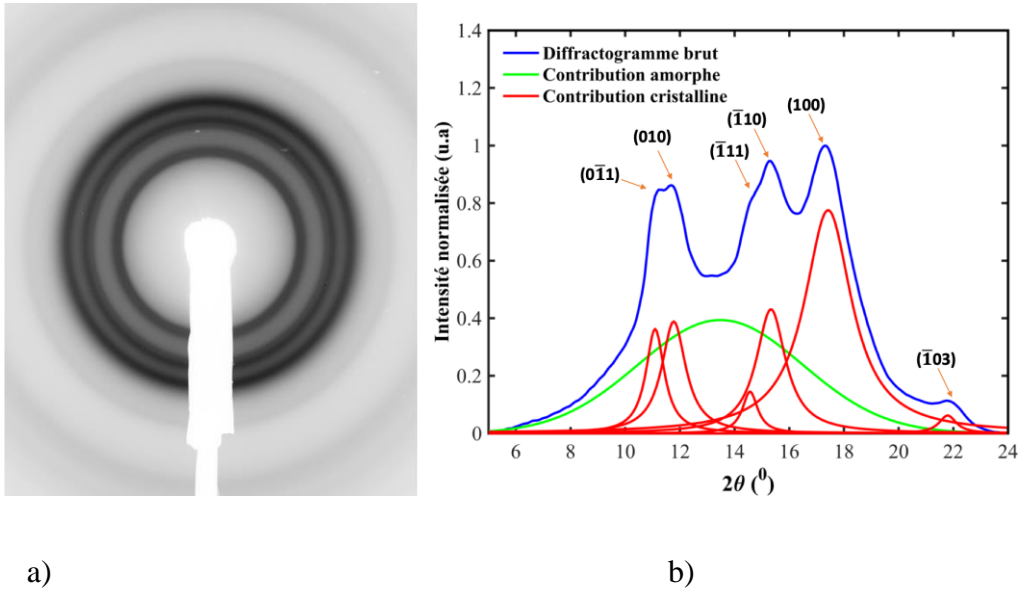 1.4
1.2
1
0.8
0.6
0.4
0.2
0
Intensité normalisée (u.a)
Diffractogramme brut
Contribution amorphe
Contribution cristalline
(01̅1)
(010)
(1̅11)
(1̅10)
(100)
(1̅03)
6 8 10 12 14 16 18 20 22 24
2θ (⁰)
a) b)